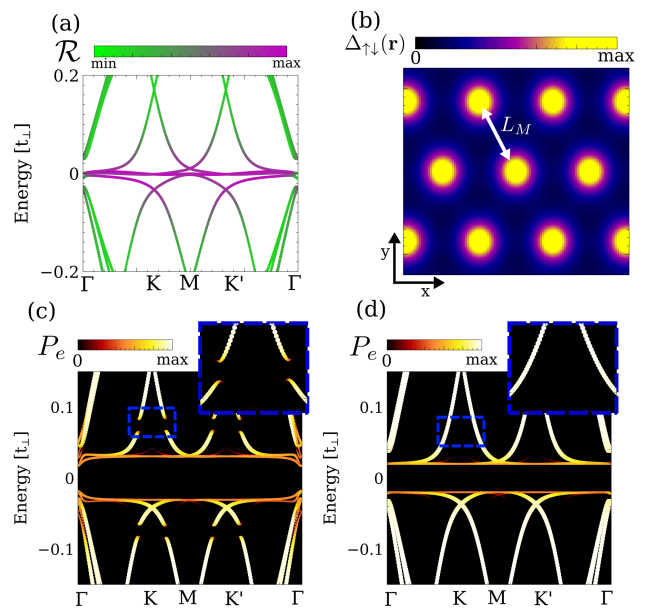 (a)
ℛ
min max
0.2
0
−0.2
Energy [t⊥]
Γ K M K' Γ
(b)
Δ↑↓(r)
0 max
L_M
y
x
(c)
P_e
0 max
0.1
0
−0.1
Energy [t⊥]
Γ K M K' Γ
(d)
P_e
0 max
0.1
0
−0.1
Energy [t⊥]
Γ K M K' Γ